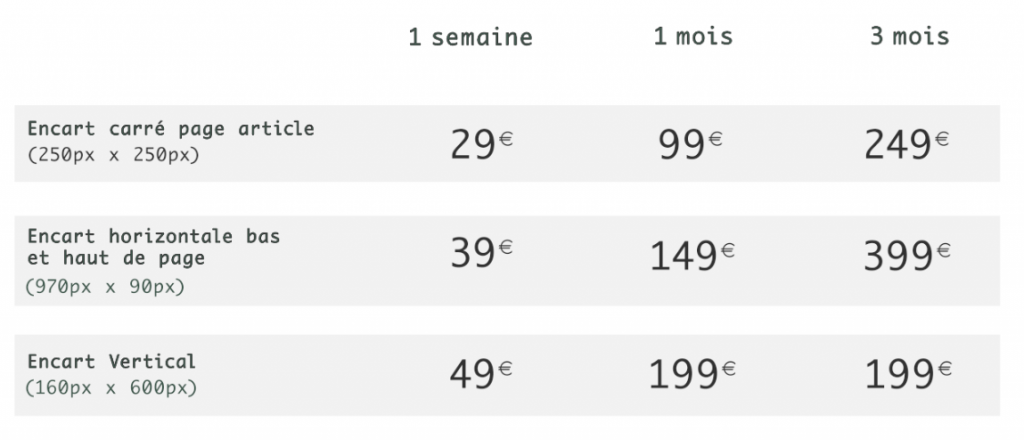 1 semaine 1 mois 3 mois
Encart carré page article
(250px x 250px)
29€ 99€ 249€
Encart horizontale bas
et haut de page
(970px x 90px)
39€ 149€ 399€
Encart Vertical
(160px x 600px)
49€ 199€ 199€